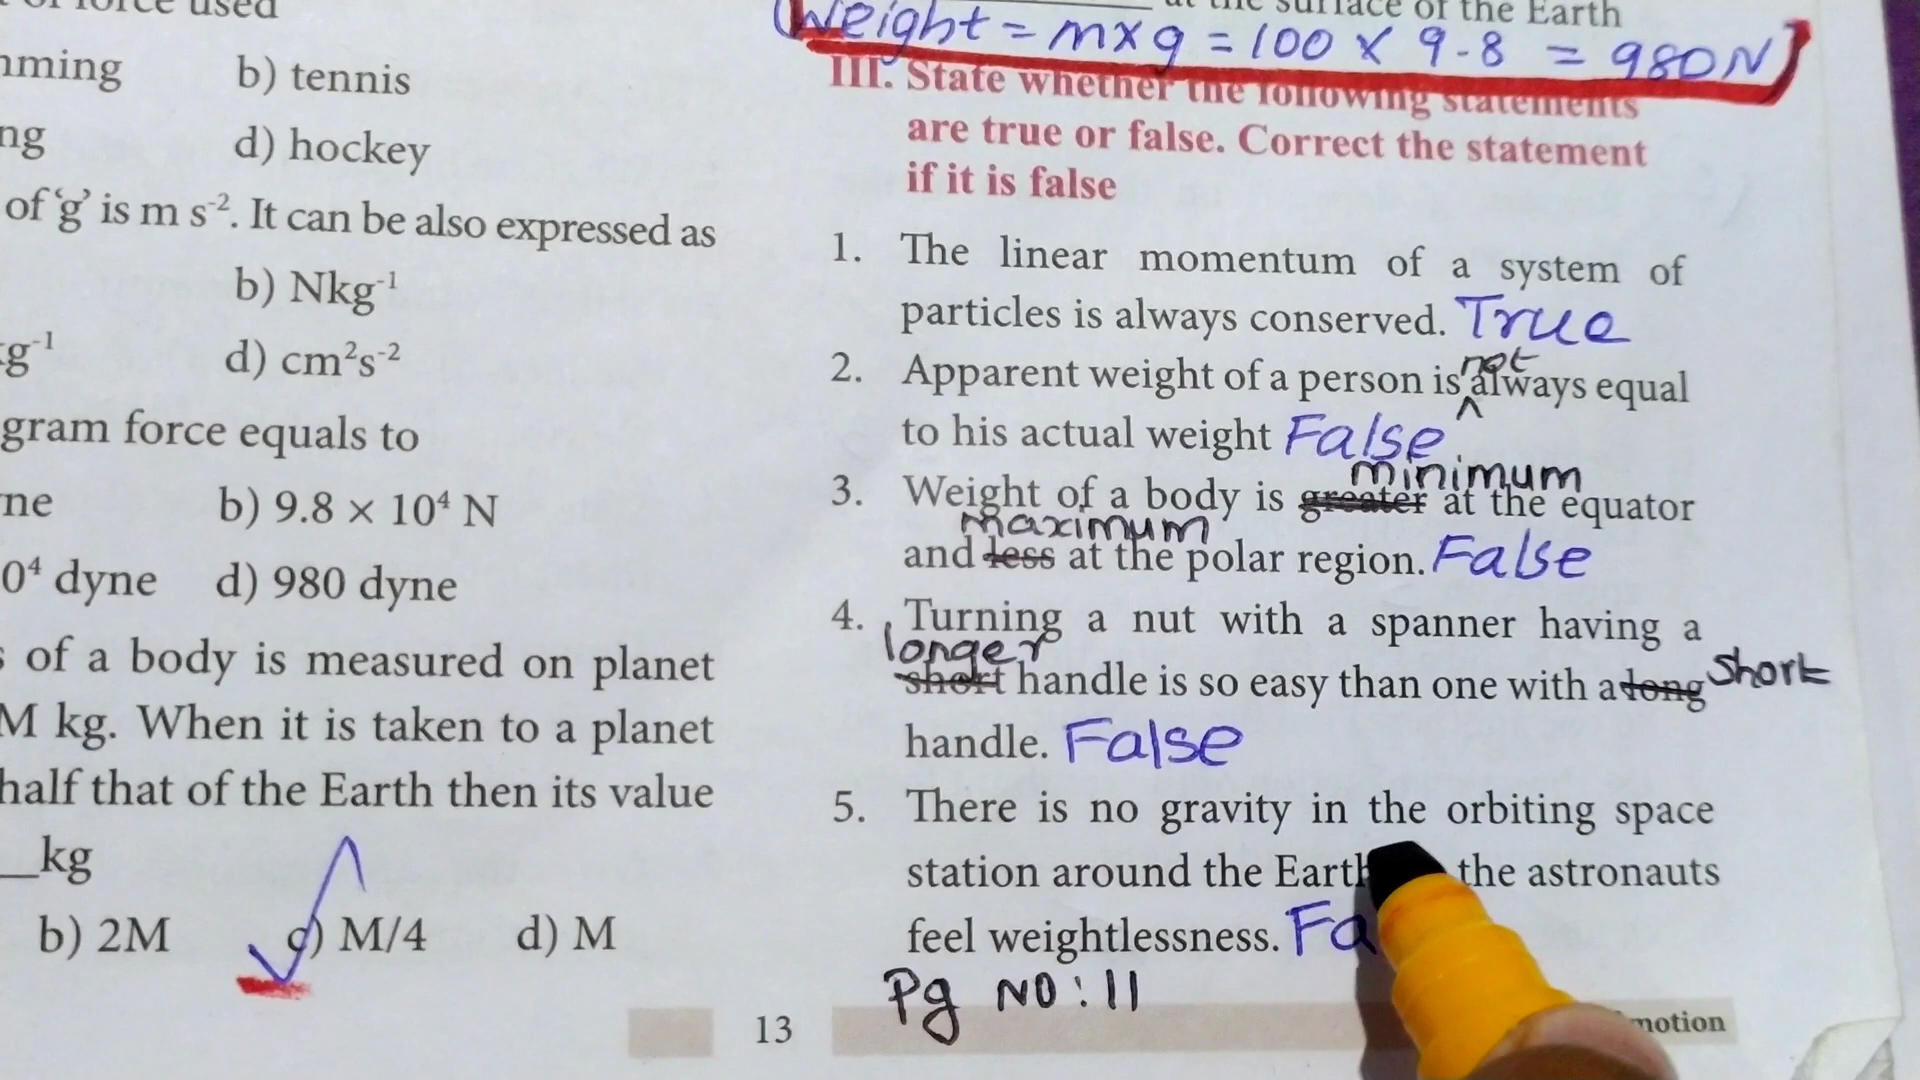 used
mming b) tennis
ng d) hockey
of ‘g’ is m s⁻². It can be also expressed as
b) Nkg⁻¹
g⁻¹ d) cm²s⁻²
gram force equals to
ne b) 9.8 × 10⁴ N
0⁴ dyne d) 980 dyne
of a body is measured on planet
M kg. When it is taken to a planet
half that of the Earth then its value
__kg
b) 2M c) M/4 d) M
13
at the surface of the Earth
(Weight = m x g = 100 x 9.8 = 980N)
III. State whether the following statements
are true or false. Correct the statement
if it is false
1. The linear momentum of a system of
particles is always conserved. True
not
2. Apparent weight of a person is ^ always equal
to his actual weight False
minimum
3. Weight of a body is greater at the equator
maximum
and less at the polar region. False
4. Turning a nut with a spanner having a
longer
short handle is so easy than one with a long short
handle. False
5. There is no gravity in the orbiting space
station around the Earth the astronauts
feel weightlessness. Fa
Pg NO : 11
motion